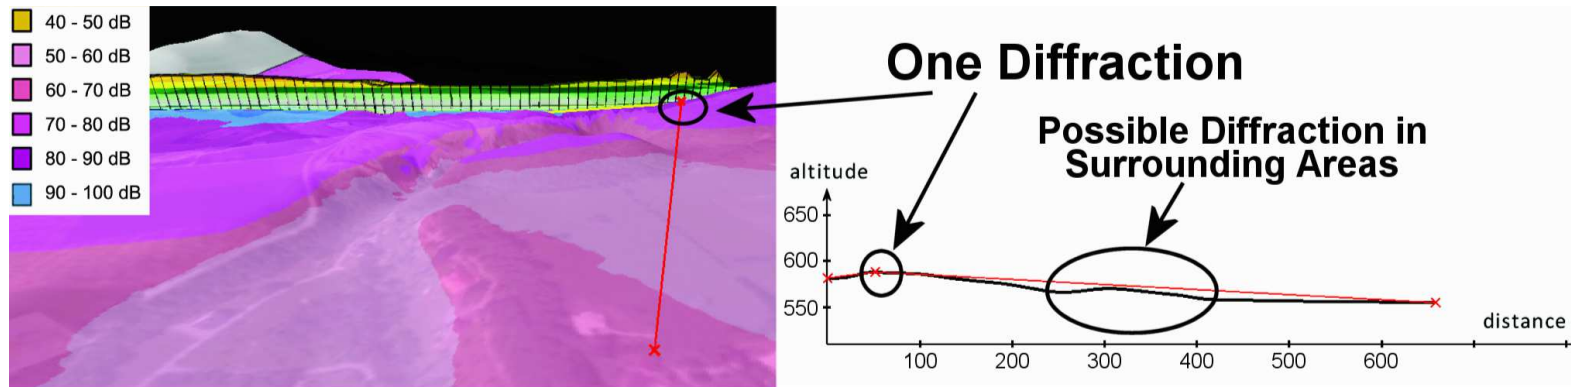 40 - 50 dB
50 - 60 dB
60 - 70 dB
70 - 80 dB
80 - 90 dB
90 - 100 dB
One Diffraction
Possible Diffraction in
Surrounding Areas
altitude
650
600
550
distance
100 200 300 400 500 600